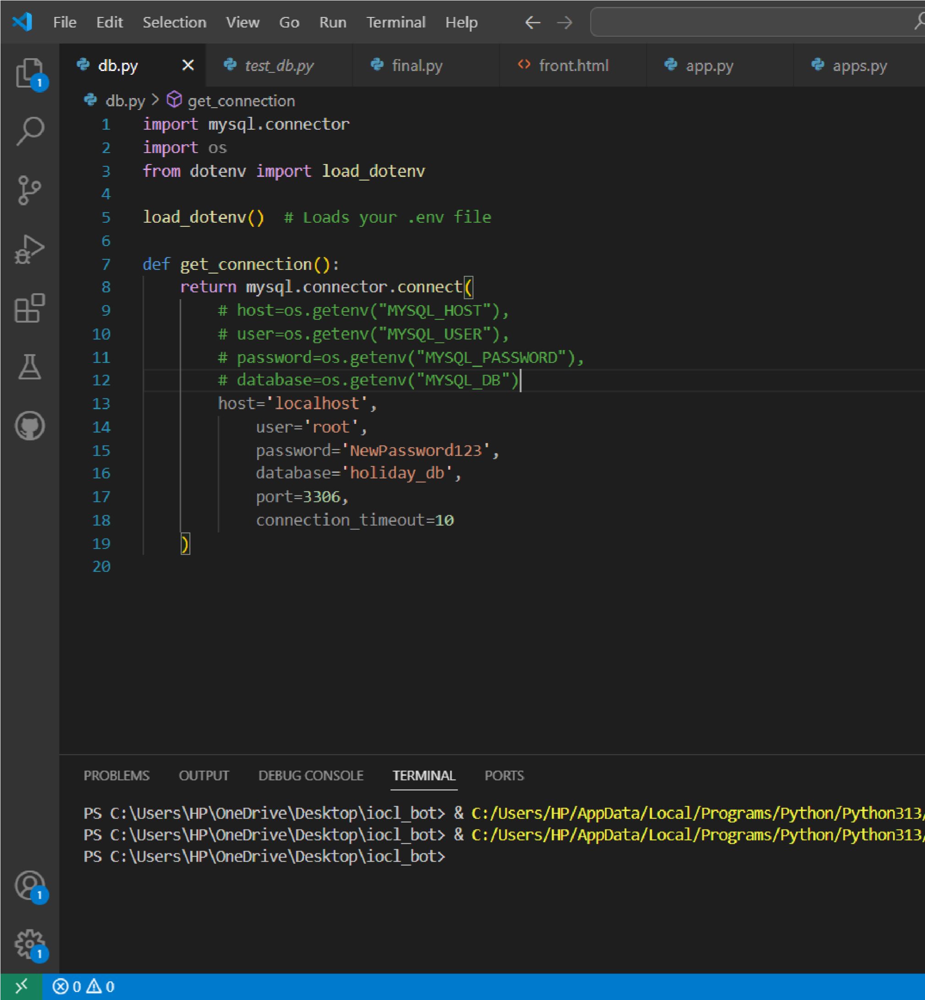 File Edit Selection View Go Run Terminal Help
db.py test_db.py final.py front.html app.py apps.py
db.py > get_connection
1 import mysql.connector
2 import os
3 from dotenv import load_dotenv
4
5 load_dotenv()  # Loads your .env file
6
7 def get_connection():
8     return mysql.connector.connect(
9         # host=os.getenv("MYSQL_HOST"),
10         # user=os.getenv("MYSQL_USER"),
11         # password=os.getenv("MYSQL_PASSWORD"),
12         # database=os.getenv("MYSQL_DB")
13         host='localhost',
14             user='root',
15             password='NewPassword123',
16             database='holiday_db',
17             port=3306,
18             connection_timeout=10
19     )
20
PROBLEMS OUTPUT DEBUG CONSOLE TERMINAL PORTS
PS C:\Users\HP\OneDrive\Desktop\iocl_bot> & C:/Users/HP/AppData/Local/Programs/Python/Python313/
PS C:\Users\HP\OneDrive\Desktop\iocl_bot> & C:/Users/HP/AppData/Local/Programs/Python/Python313/
PS C:\Users\HP\OneDrive\Desktop\iocl_bot>
1
1
1
0 0